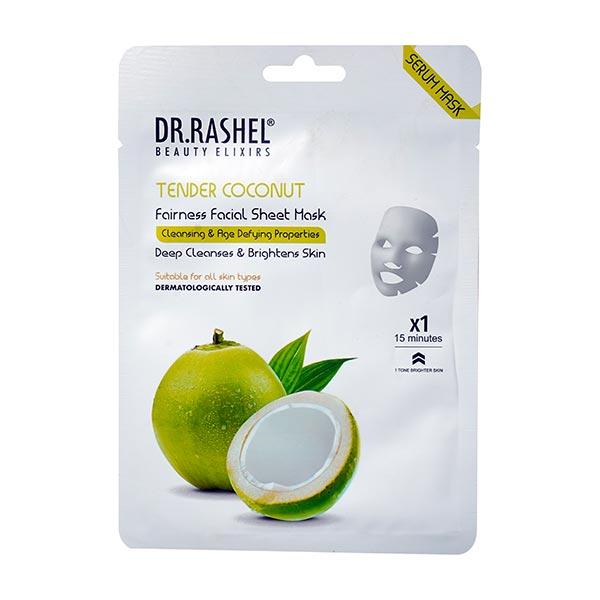 SERUM MASK
DR.RASHEL®
BEAUTY ELIXIRS
TENDER COCONUT
Fairness Facial Sheet Mask
Cleansing & Age Defying Properties
Deep Cleanses & Brightens Skin
Suitable for all skin types
DERMATOLOGICALLY TESTED
x1
15 minutes
1 TONE BRIGHTER SKIN